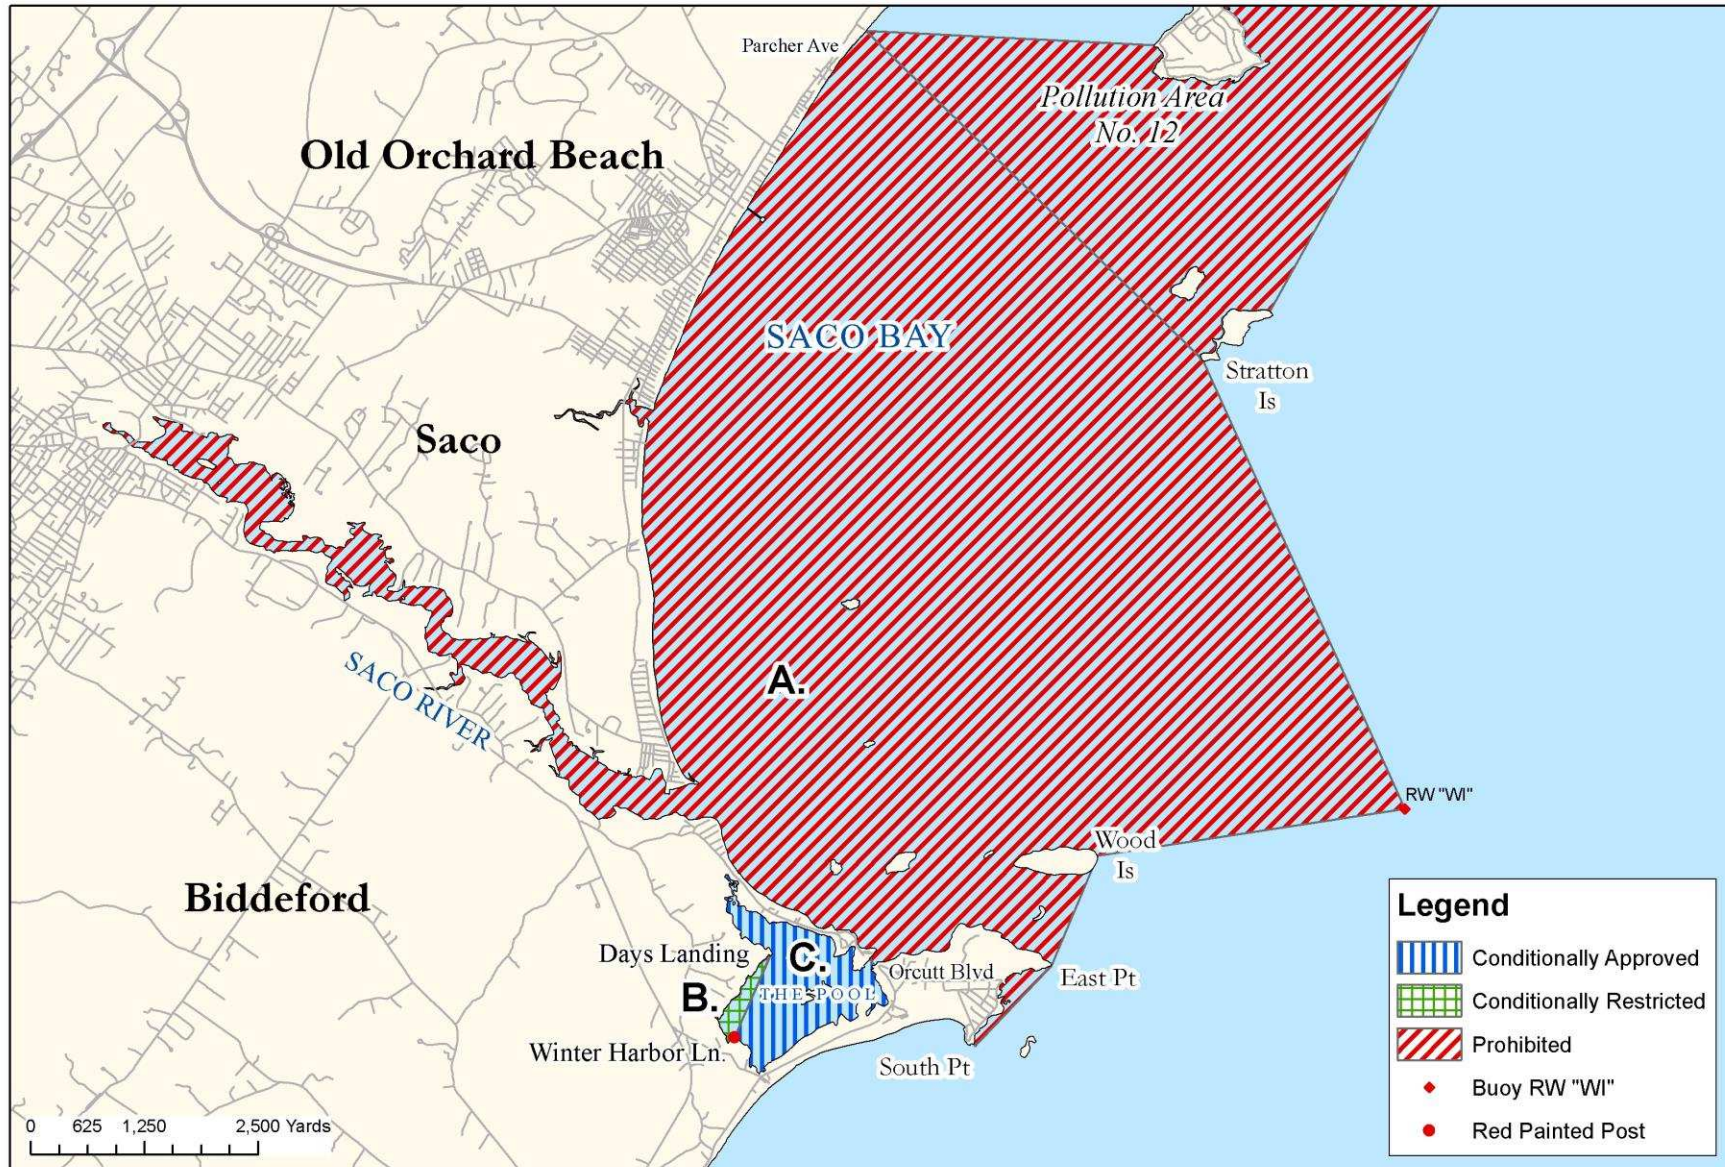 Parcher Ave
Pollution Area
No. 12
Old Orchard Beach
SACO BAY
Stratton
Is
Saco
SACO RIVER
A.
RW "WI"
Wood
Is
Biddeford
Days Landing
C.
Orcutt Blvd
East Pt
B.
THE POOL
Winter Harbor Ln.
South Pt
0 625 1,250 2,500 Yards
Legend
Conditionally Approved
Conditionally Restricted
Prohibited
Buoy RW "WI"
Red Painted Post